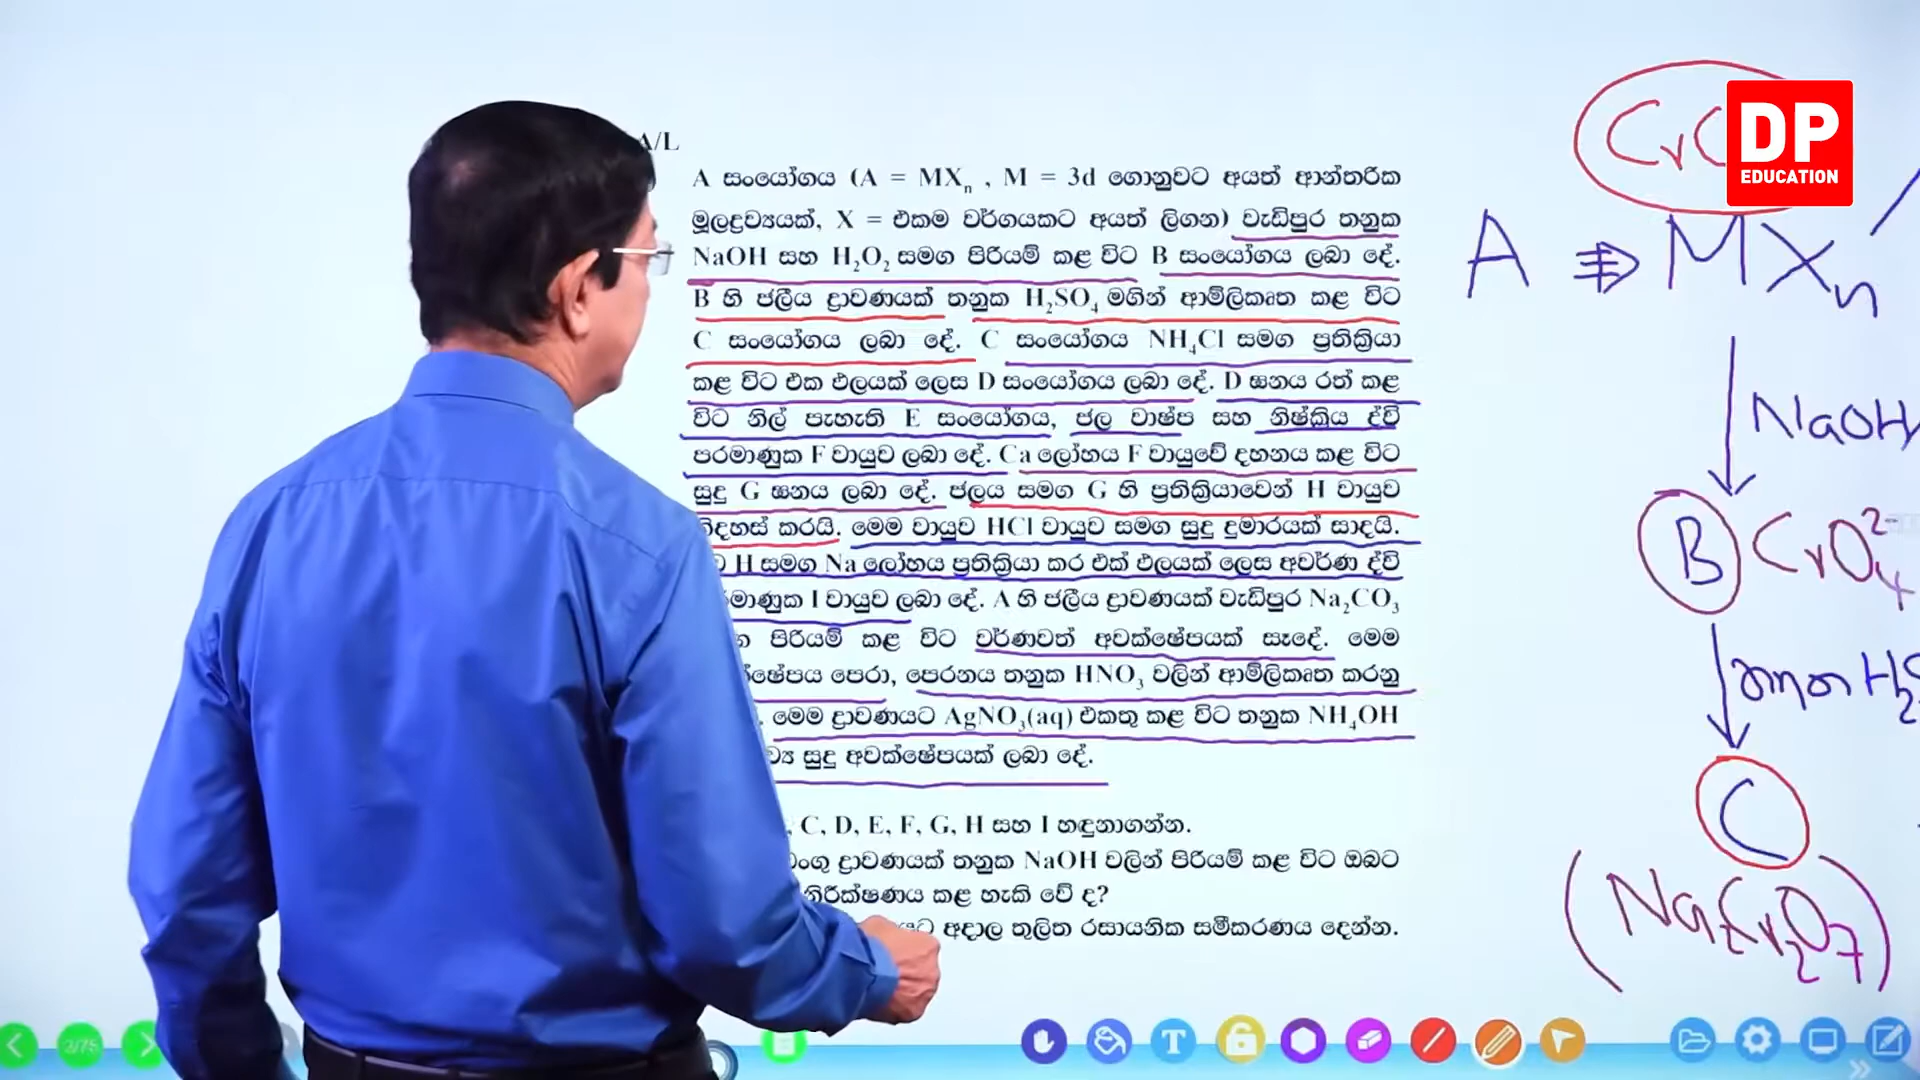 A/L
DP
EDUCATION
A සංයෝගය (A = MXₙ , M = 3d ගොනුවට අයත් ආන්තරික
මූලද්‍රව්‍යයක්, X = එකම වර්ගයකට අයත් ලිගන) වැඩිපුර තනුක
NaOH සහ H₂O₂ සමග පිරියම් කළ විට B සංයෝගය ලබා දේ.
B හි ජලීය ද්‍රාවණයක් තනුක H₂SO₄ මගින් ආම්ලිකෘත කළ විට
C සංයෝගය ලබා දේ. C සංයෝගය NH₄Cl සමග ප්‍රතික්‍රියා
කළ විට එක ඵලයක් ලෙස D සංයෝගය ලබා දේ. D ඝනය රත් කළ
විට නිල් පැහැති E සංයෝගය, ජල වාෂ්ප සහ නිෂ්ක්‍රිය ද්වි
පරමාණුක F වායුව ලබා දේ. Ca ලෝහය F වායුවේ දහනය කළ විට
සුදු G ඝනය ලබා දේ. ජලය සමග G හි ප්‍රතික්‍රියාවෙන් H වායුව
නිදහස් කරයි. මෙම වායුව HCl වායුව සමග සුදු දුමාරයක් සාදයි.
H සමග Na ලෝහය ප්‍රතික්‍රියා කර එක් ඵලයක් ලෙස අවර්ණ ද්වි
මාණුක I වායුව ලබා දේ. A හි ජලීය ද්‍රාවණයක් වැඩිපුර Na₂CO₃
පිරියම් කළ විට වර්ණවත් අවක්ෂේපයක් සෑදේ. මෙම
ක්ෂේපය පෙරා, පෙරනය තනුක HNO₃ වලින් ආම්ලිකෘත කරනු
. මෙම ද්‍රාවණයට AgNO₃(aq) එකතු කළ විට තනුක NH₄OH
ව්‍ය සුදු අවක්ෂේපයක් ලබා දේ.
, C, D, E, F, G, H සහ I හඳුනාගන්න.
ංගු ද්‍රාවණයක් තනුක NaOH වලින් පිරියම් කළ විට ඔබට
නිරීක්ෂණය කළ හැකි වේ ද?
යට අදාල තුලිත රසායනික සමීකරණය දෙන්න.
CrC
A ⇛ MXₙ
NaOH
B CrO₄²⁻
තනුක H₂S
C
(Na₂Cr₂O₇)
2/75
T